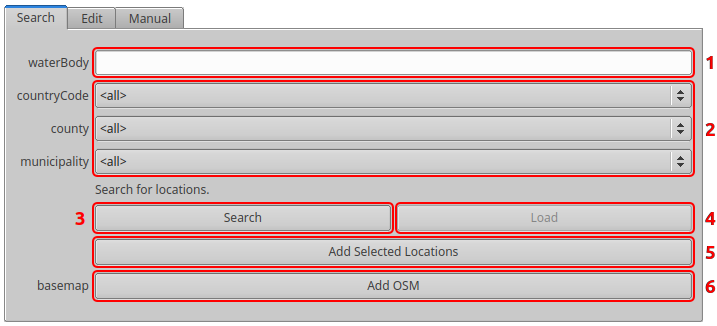 Search Edit Manual
waterBody 1
countryCode <all>
county <all> 2
municipality <all>
Search for locations.
3 Search Load 4
Add Selected Locations 5
basemap Add OSM 6